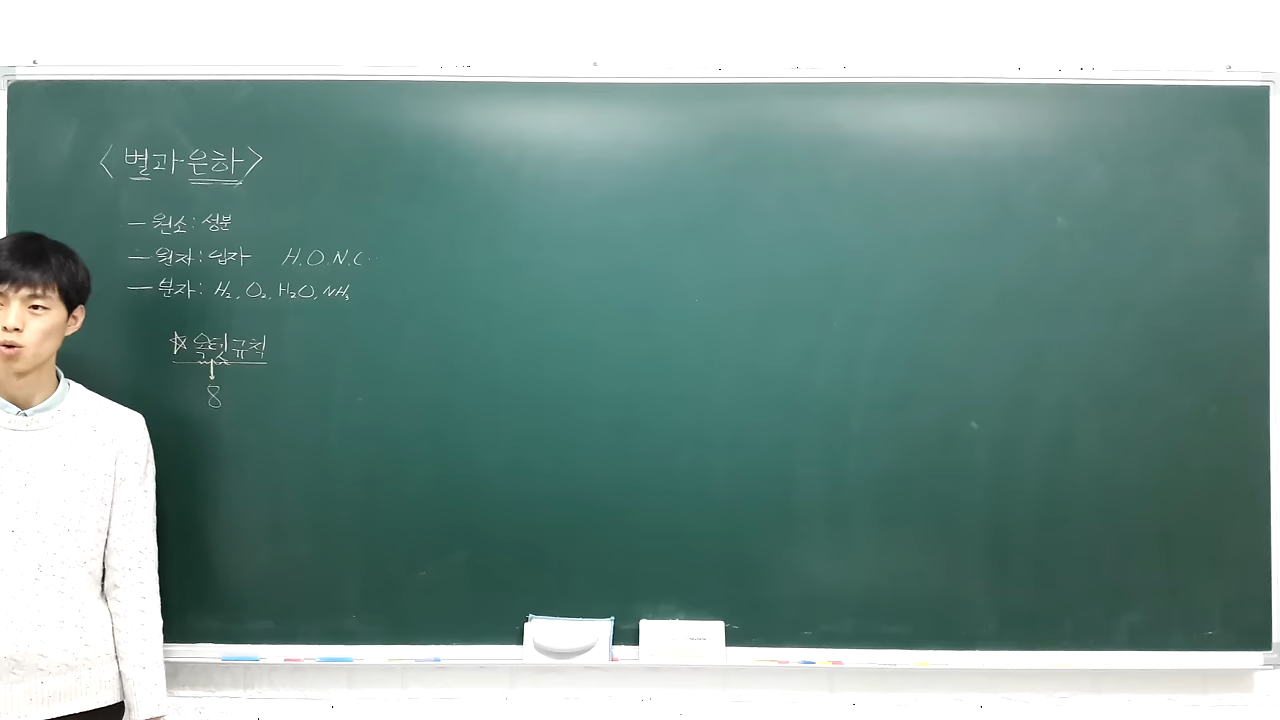 <별과 은하>
- 원소 : 성분
- 원자 : 입자 H. O. N. C..
- 분자 : H₂, O₂, H₂O, NH₃
☆ 옥텟규칙
8